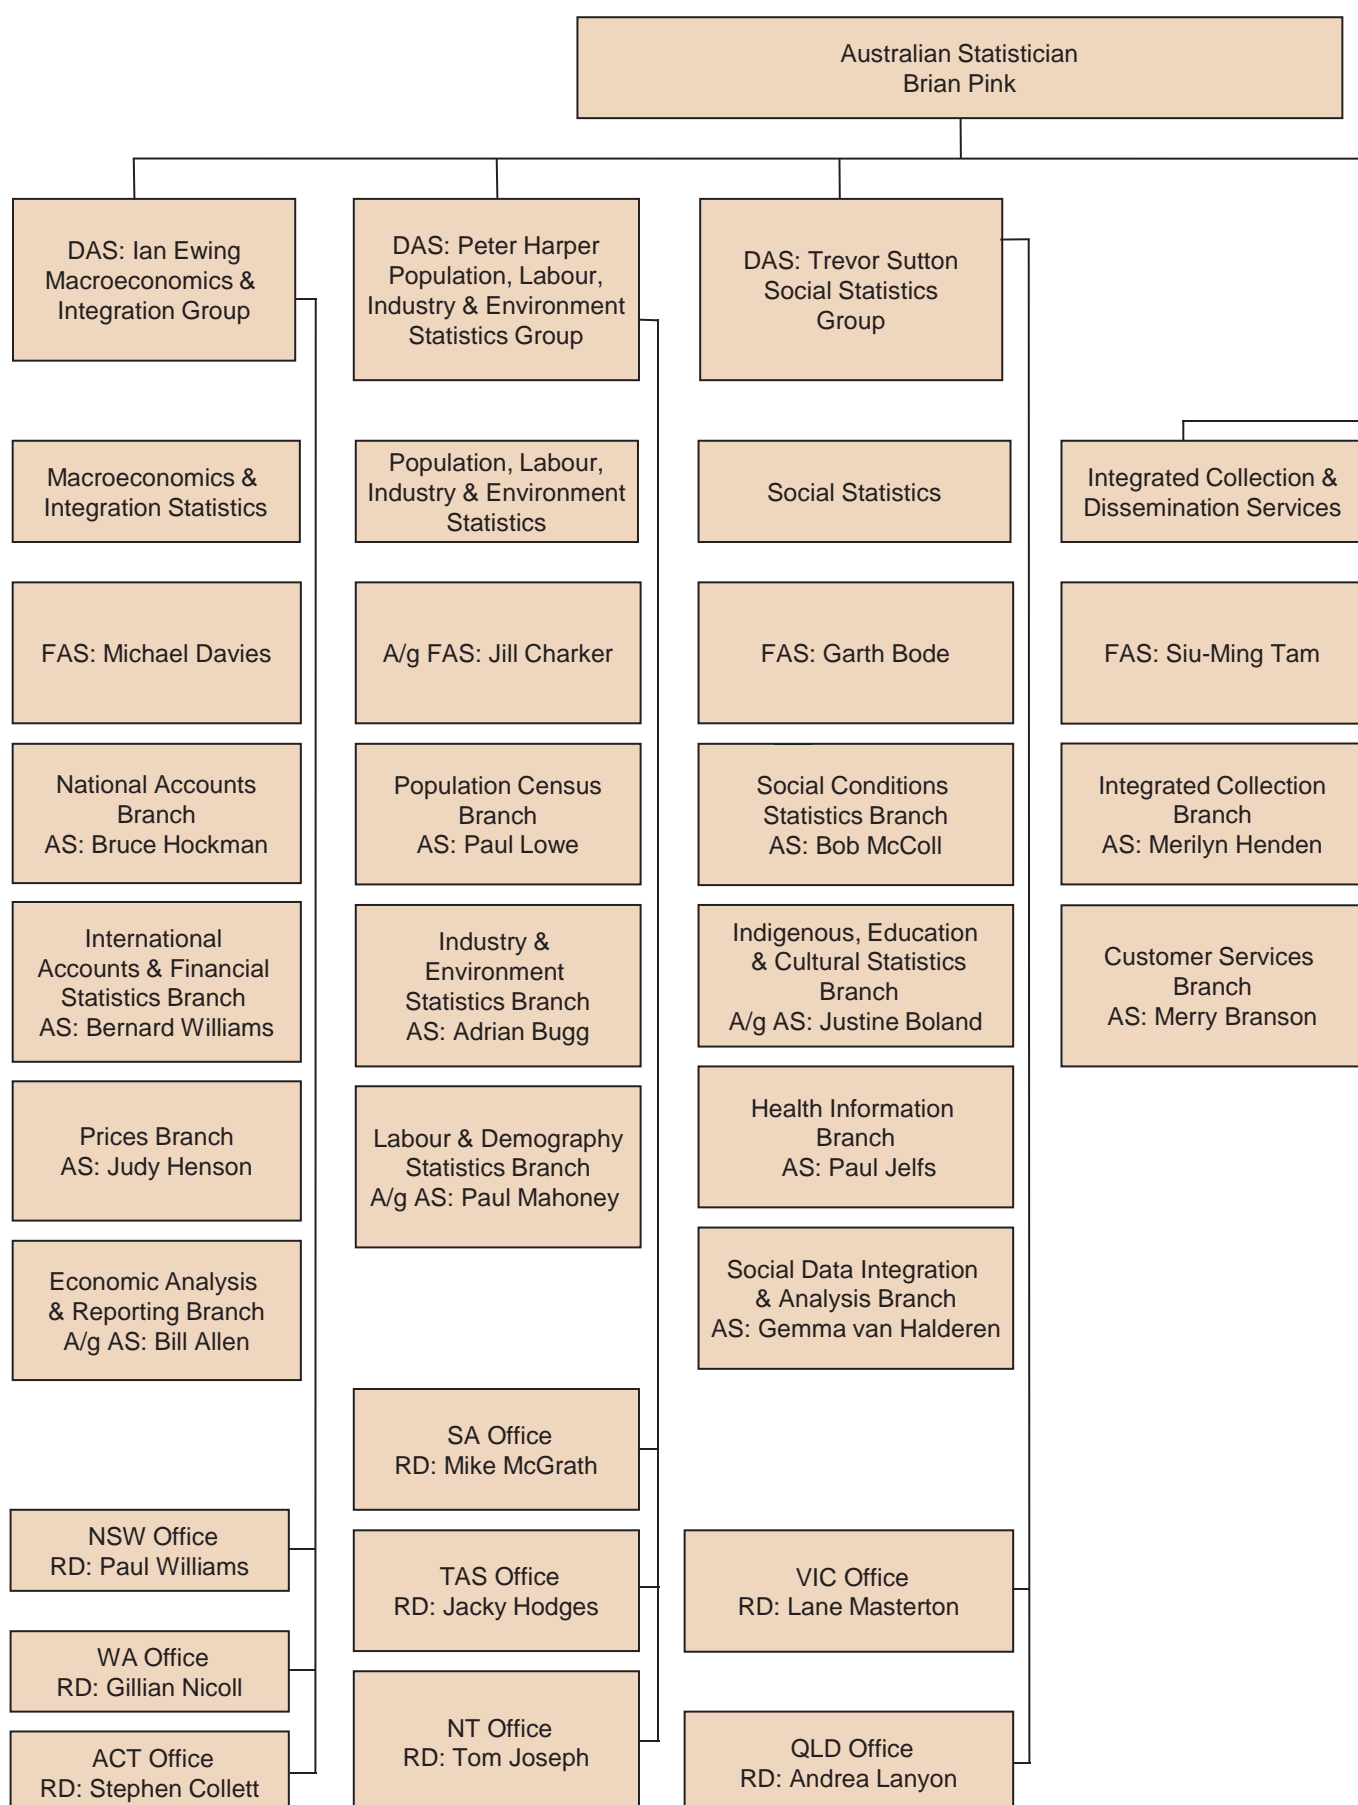 Australian Statistician
Brian Pink
DAS: Ian Ewing
Macroeconomics &
Integration Group
DAS: Peter Harper
Population, Labour,
Industry & Environment
Statistics Group
DAS: Trevor Sutton
Social Statistics
Group
Macroeconomics &
Integration Statistics
Population, Labour,
Industry & Environment
Statistics
Social Statistics
Integrated Collection &
Dissemination Services
FAS: Michael Davies
A/g FAS: Jill Charker
FAS: Garth Bode
FAS: Siu-Ming Tam
National Accounts
Branch
AS: Bruce Hockman
Population Census
Branch
AS: Paul Lowe
Social Conditions
Statistics Branch
AS: Bob McColl
Integrated Collection
Branch
AS: Merilyn Henden
International
Accounts & Financial
Statistics Branch
AS: Bernard Williams
Industry &
Environment
Statistics Branch
AS: Adrian Bugg
Indigenous, Education
& Cultural Statistics
Branch
A/g AS: Justine Boland
Customer Services
Branch
AS: Merry Branson
Prices Branch
AS: Judy Henson
Labour & Demography
Statistics Branch
A/g AS: Paul Mahoney
Health Information
Branch
AS: Paul Jelfs
Economic Analysis
& Reporting Branch
A/g AS: Bill Allen
Social Data Integration
& Analysis Branch
AS: Gemma van Halderen
SA Office
RD: Mike McGrath
NSW Office
RD: Paul Williams
TAS Office
RD: Jacky Hodges
VIC Office
RD: Lane Masterton
WA Office
RD: Gillian Nicoll
NT Office
RD: Tom Joseph
QLD Office
RD: Andrea Lanyon
ACT Office
RD: Stephen Collett